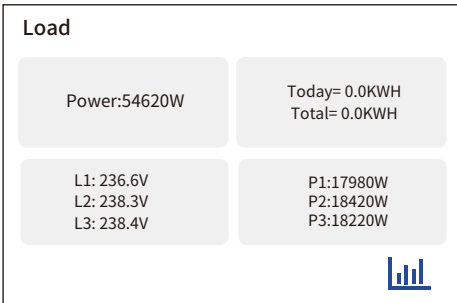 Load
Power:54620W
Today= 0.0KWH
Total= 0.0KWH
L1: 236.6V
L2: 238.3V
L3: 238.4V
P1:17980W
P2:18420W
P3:18220W